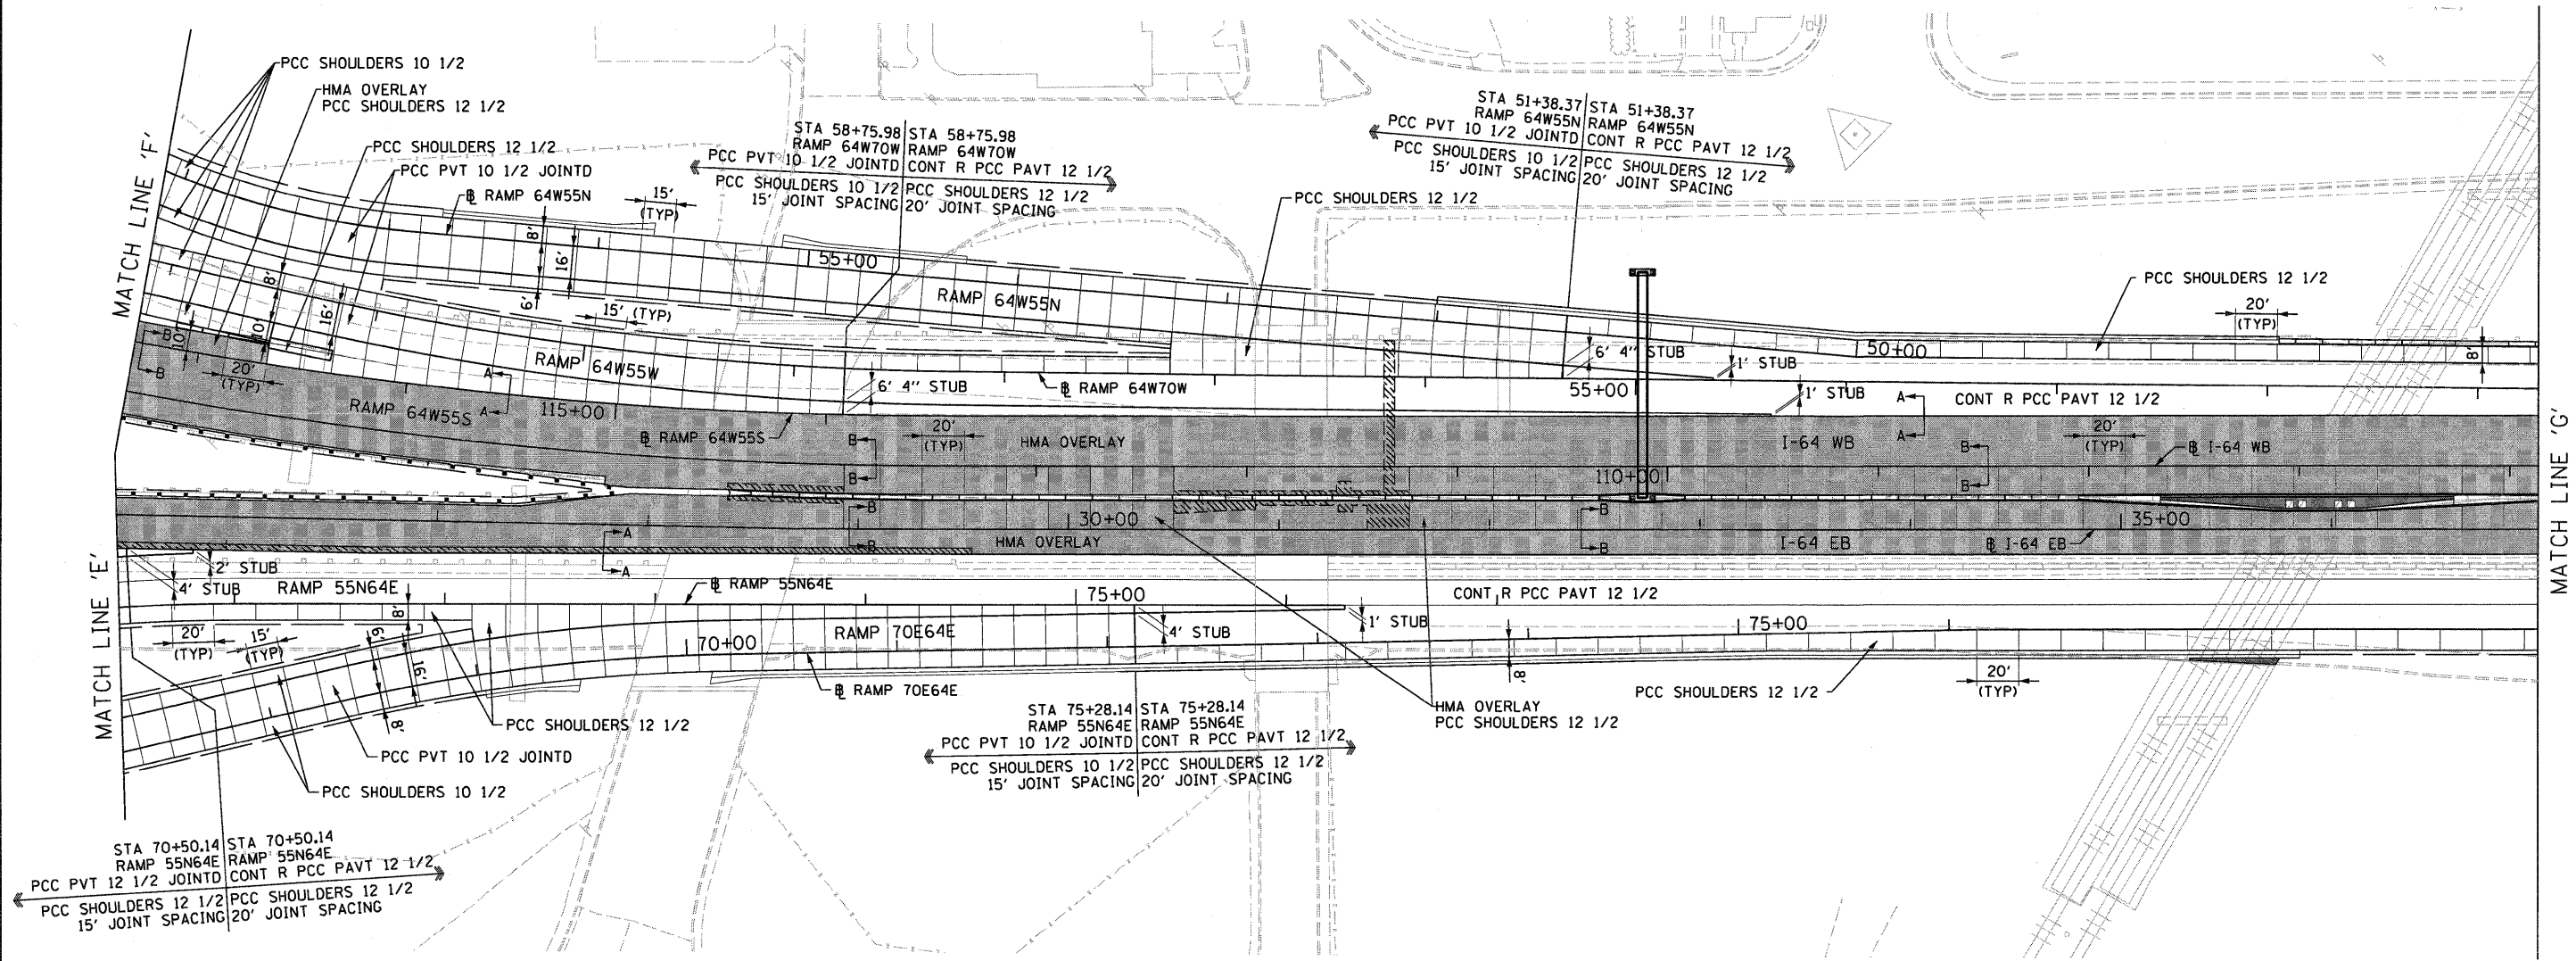 PCC SHOULDERS 10 1/2
HMA OVERLAY
PCC SHOULDERS 12 1/2
PCC SHOULDERS 12 1/2
PCC PVT 10 1/2 JOINTD
℄ RAMP 64W55N
15'
(TYP)
STA 58+75.98 STA 58+75.98
RAMP 64W70W RAMP 64W70W
PCC PVT 10 1/2 JOINTD CONT R PCC PAVT 12 1/2
PCC SHOULDERS 10 1/2 PCC SHOULDERS 12 1/2
15' JOINT SPACING 20' JOINT SPACING
STA 51+38.37 STA 51+38.37
RAMP 64W55N RAMP 64W55N
PCC PVT 10 1/2 JOINTD CONT R PCC PAVT 12 1/2
PCC SHOULDERS 10 1/2 PCC SHOULDERS 12 1/2
15' JOINT SPACING 20' JOINT SPACING
PCC SHOULDERS 12 1/2
PCC SHOULDERS 12 1/2
20'
(TYP)
8'
MATCH LINE 'F'
8'
16'
6'
8'
16'
10'
10'
15' (TYP)
55+00
RAMP 64W55N
RAMP 64W55W
6' 4" STUB
℄ RAMP 64W70W
6' 4" STUB
1' STUB
50+00
55+00
1' STUB
CONT R PCC PAVT 12 1/2
B
B
20'
(TYP)
A
A
RAMP 64W55S
115+00
℄ RAMP 64W55S
B
B
20'
(TYP)
HMA OVERLAY
I-64 WB
A
A
B
B
20'
(TYP)
℄ I-64 WB
110+00
MATCH LINE 'G'
A
A
B
B
30+00
HMA OVERLAY
B
B
I-64 EB
35+00
℄ I-64 EB
MATCH LINE 'E'
2' STUB
4' STUB
RAMP 55N64E
℄ RAMP 55N64E
75+00
CONT R PCC PAVT 12 1/2
20'
(TYP)
15'
(TYP)
6'
8'
16'
8'
70+00
RAMP 70E64E
4' STUB
1' STUB
75+00
℄ RAMP 70E64E
8'
PCC SHOULDERS 12 1/2
20'
(TYP)
PCC SHOULDERS 12 1/2
PCC PVT 10 1/2 JOINTD
PCC SHOULDERS 10 1/2
STA 75+28.14 STA 75+28.14
RAMP 55N64E RAMP 55N64E
PCC PVT 10 1/2 JOINTD CONT R PCC PAVT 12 1/2
PCC SHOULDERS 10 1/2 PCC SHOULDERS 12 1/2
15' JOINT SPACING 20' JOINT SPACING
HMA OVERLAY
PCC SHOULDERS 12 1/2
STA 70+50.14 STA 70+50.14
RAMP 55N64E RAMP 55N64E
PCC PVT 12 1/2 JOINTD CONT R PCC PAVT 12 1/2
PCC SHOULDERS 12 1/2 PCC SHOULDERS 12 1/2
15' JOINT SPACING 20' JOINT SPACING